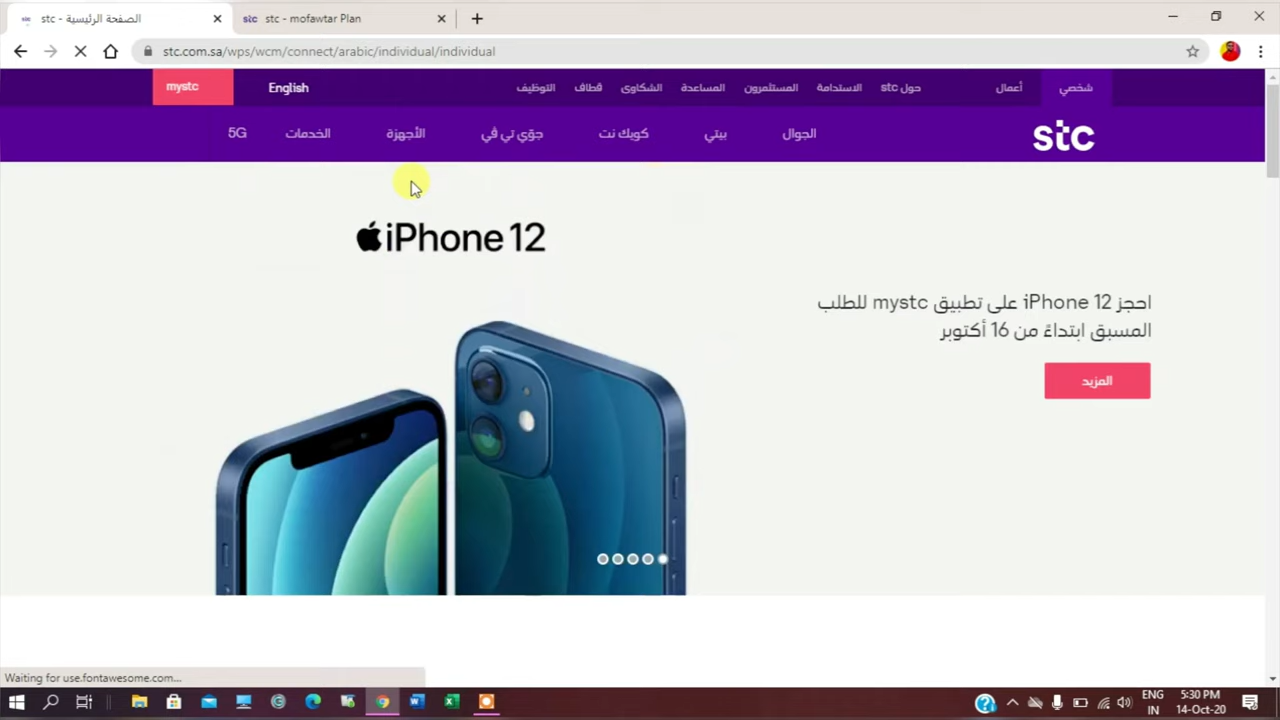 stc - الصفحة الرئيسية
stc - mofawtar Plan
stc.com.sa/wps/wcm/connect/arabic/individual/individual
شخصي
أعمال
حول stc
الاستدامة
المستثمرون
المساعدة
الشكاوى
قطاف
التوظيف
English
mystc
stc
الجوال
بيتي
كويك نت
جوّي تي في
الأجهزة
الخدمات
5G
iPhone 12
احجز iPhone 12 على تطبيق mystc للطلب
المسبق ابتداءً من 16 أكتوبر
المزيد
Waiting for use.fontawesome.com...
ENG
IN
5:30 PM
14-Oct-20